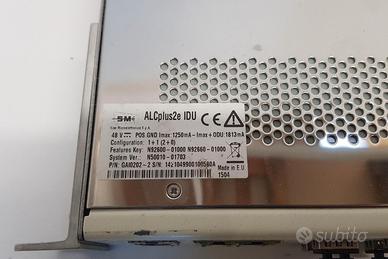 SM ALCplus2e IDU
Siae Microelettronica S.p.A.
48 V POS.GND Imax: 1250mA - Imax + ODU 1813mA
Configuration: 1+1 (2+0)
Features Key: N92600-01000 N92660-01000
System Ver.: N50010-01703
P/N: GAI0202-2 S/N:
Made in E.U.
1504
subito